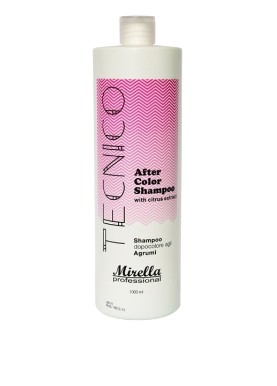 TECNICO
After
Color
Shampoo
with citrus extract
Shampoo
dopocolore agli
Agrumi
Mirella
professional
1000 ml